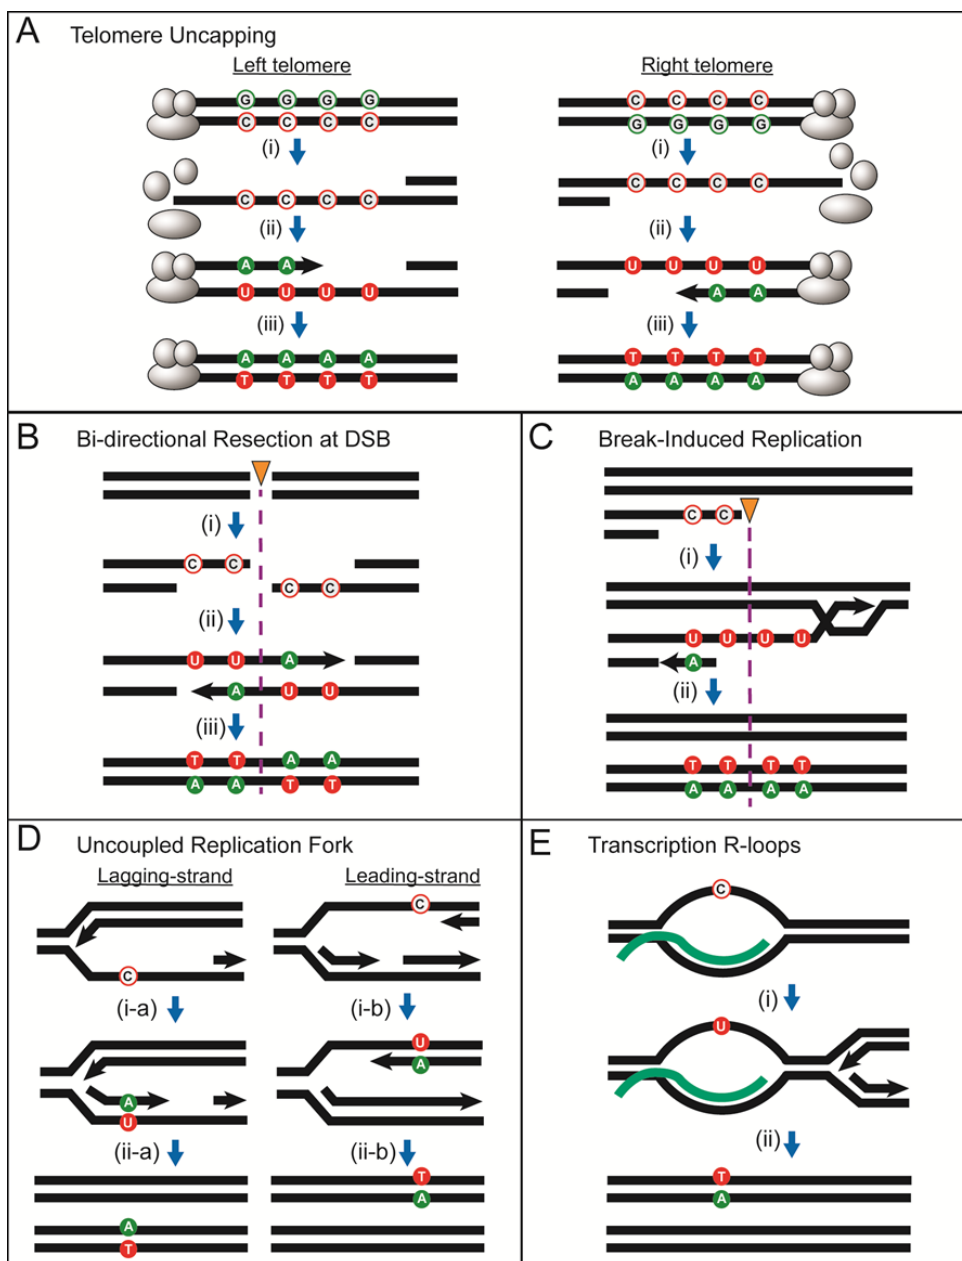 A Telomere Uncapping
Left telomere Right telomere
G G G G C C C C
C C C C G G G G
(i) (i)
C C C C C C C C
(ii) (ii)
A A U U U U
U U U U A A
(iii) (iii)
A A A A T T T T
T T T T A A A A
B Bi-directional Resection at DSB
(i)
C C
C C
(ii)
U U A
A U U
(iii)
T T A A
A A T T
C Break-Induced Replication
C C
(i)
U U U U
A
(ii)
T T T T
A A A A
D Uncoupled Replication Fork
Lagging-strand Leading-strand
C
C
(i-a) (i-b)
U
A
A
U
(ii-a) (ii-b)
T
A
A
T
E Transcription R-loops
C
(i)
U
(ii)
T
A